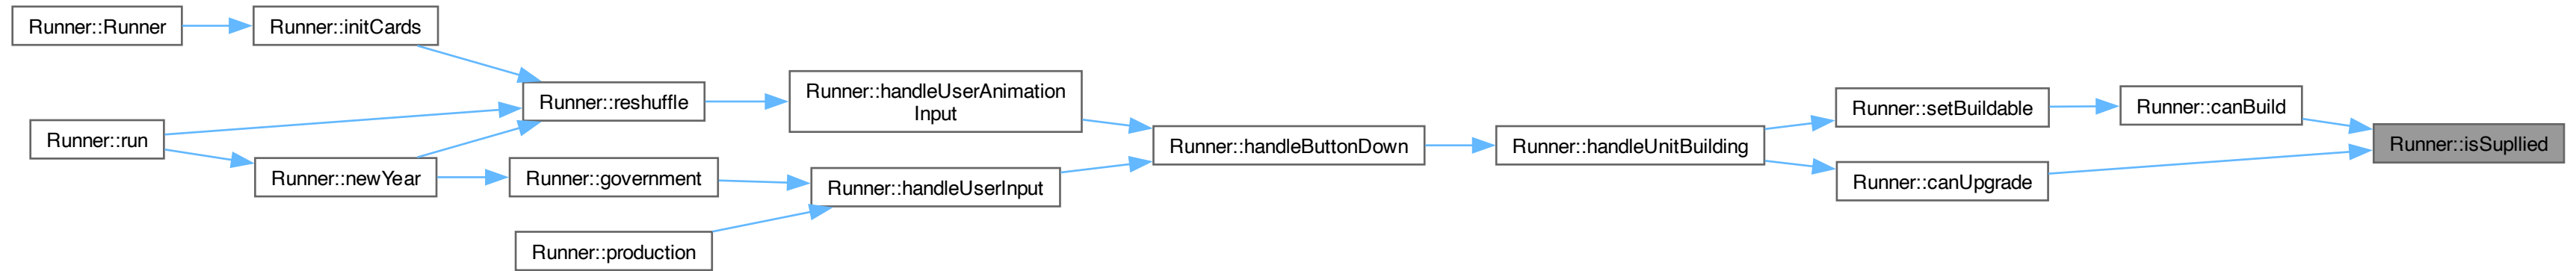 Runner::Runner
Runner::initCards
Runner::reshuffle
Runner::run
Runner::newYear
Runner::handleUserAnimation
Input
Runner::government
Runner::handleUserInput
Runner::production
Runner::handleButtonDown
Runner::handleUnitBuilding
Runner::setBuildable
Runner::canUpgrade
Runner::canBuild
Runner::isSupllied